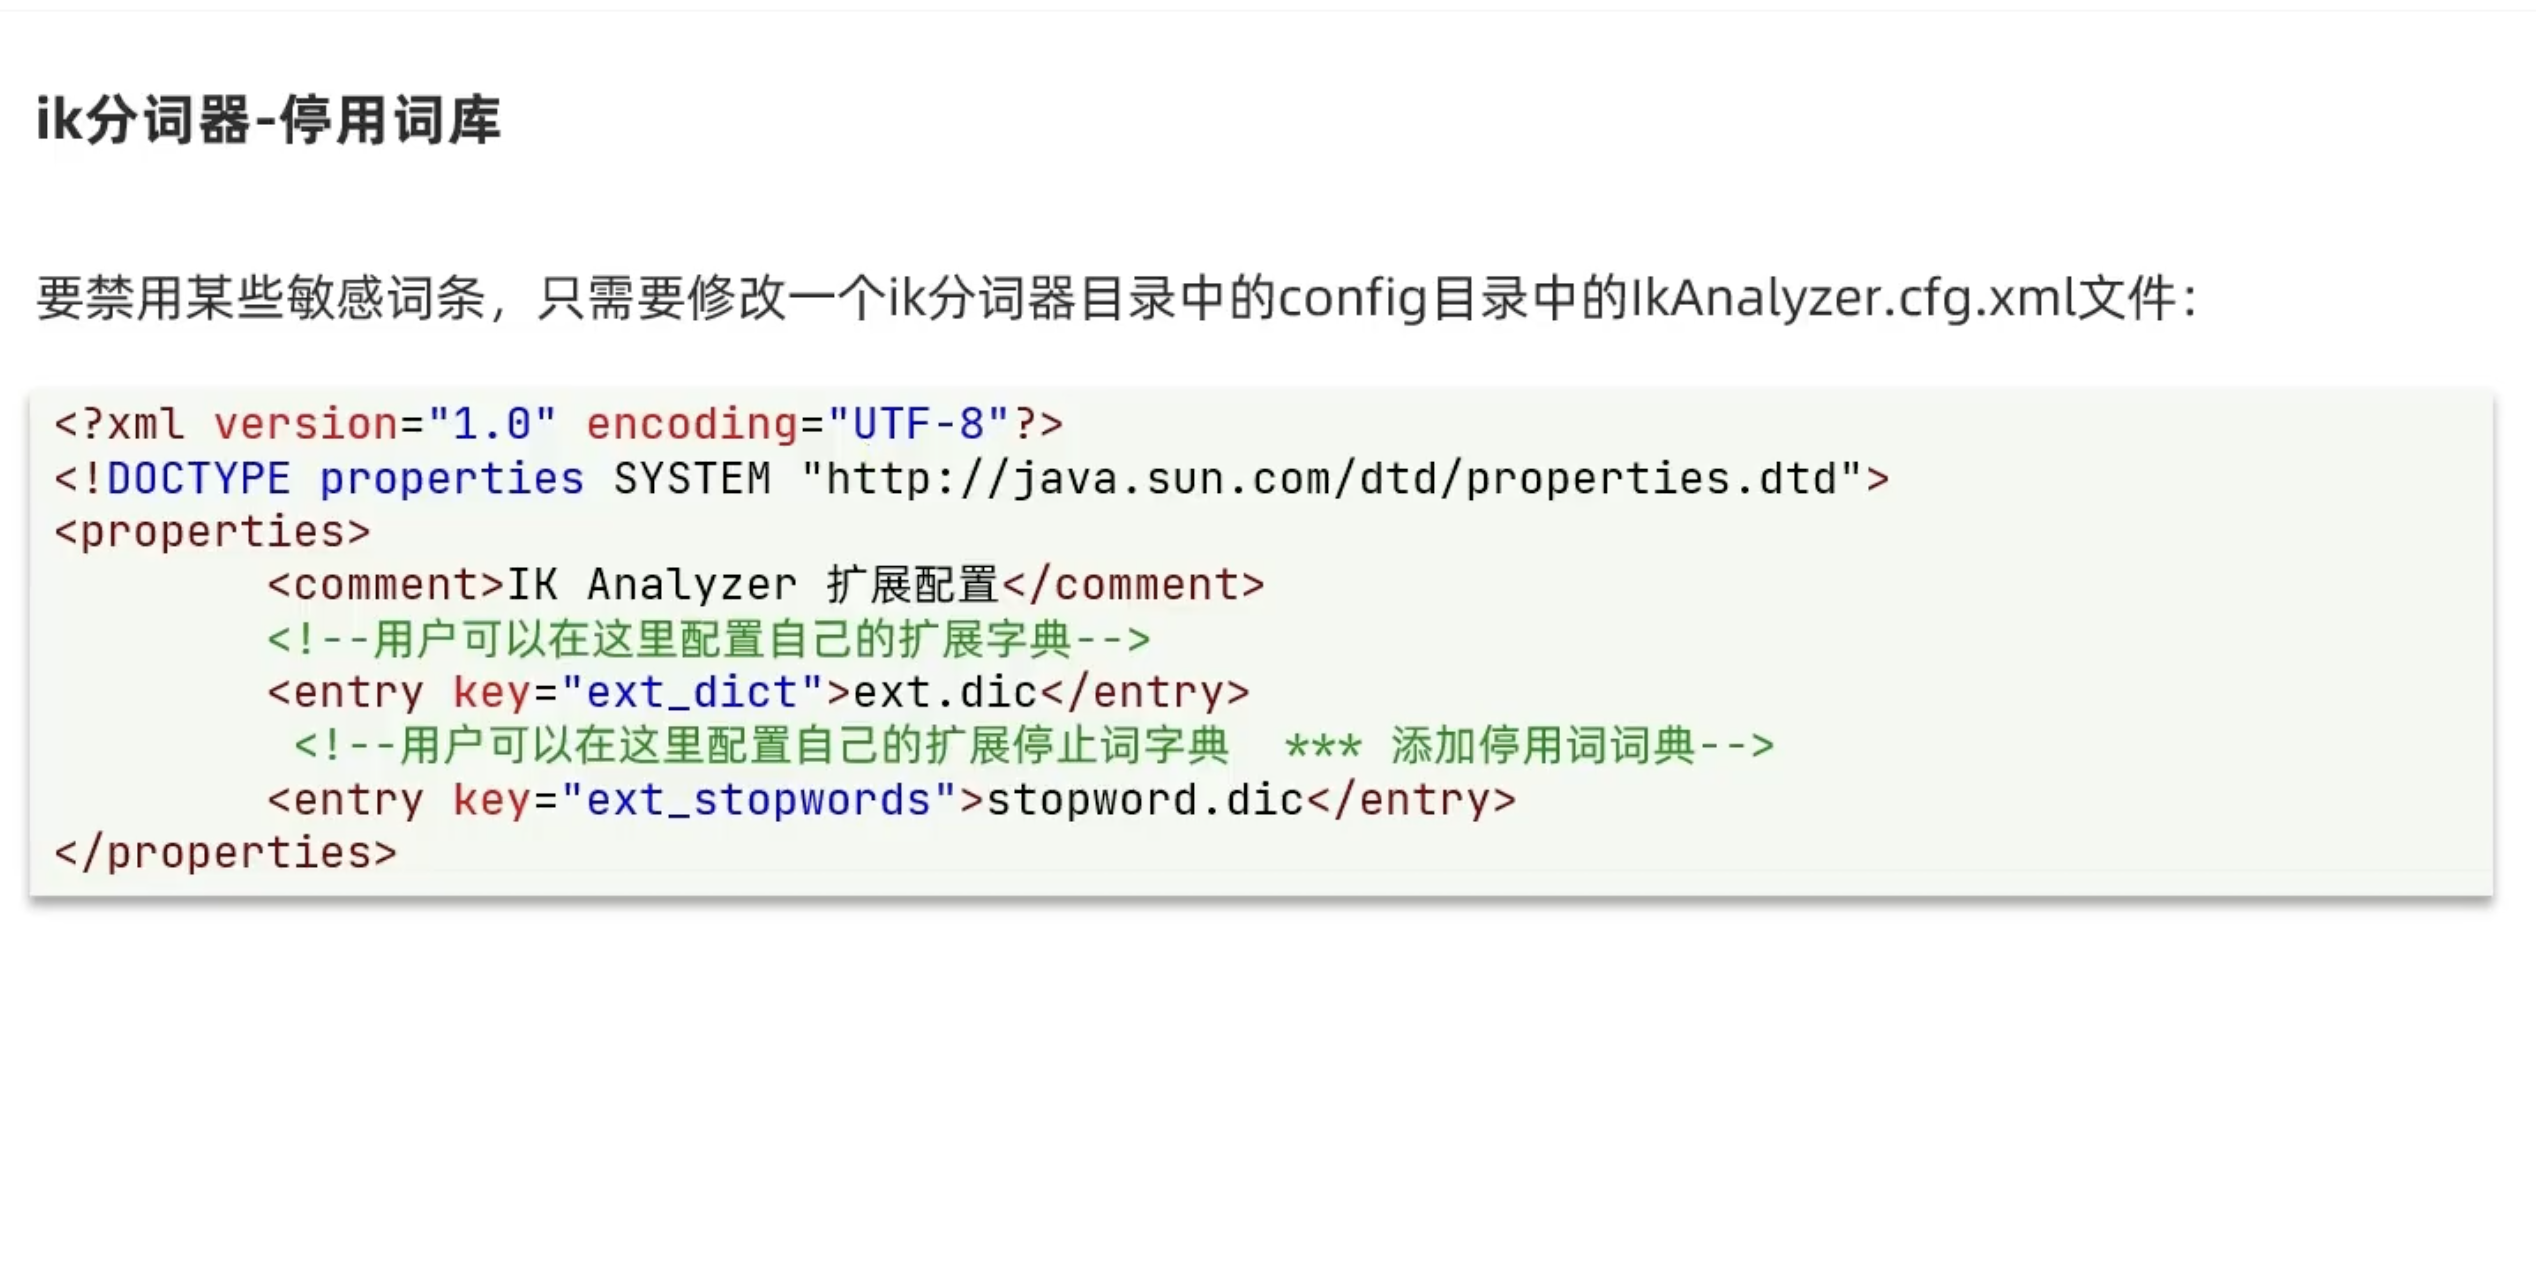 ik分词器-停用词库
要禁用某些敏感词条，只需要修改一个ik分词器目录中的config目录中的IkAnalyzer.cfg.xml文件：
<?xml version="1.0" encoding="UTF-8"?>
<!DOCTYPE properties SYSTEM "http://java.sun.com/dtd/properties.dtd">
<properties>
        <comment>IK Analyzer 扩展配置</comment>
        <!--用户可以在这里配置自己的扩展字典-->
        <entry key="ext_dict">ext.dic</entry>
         <!--用户可以在这里配置自己的扩展停止词字典  *** 添加停用词词典-->
        <entry key="ext_stopwords">stopword.dic</entry>
</properties>